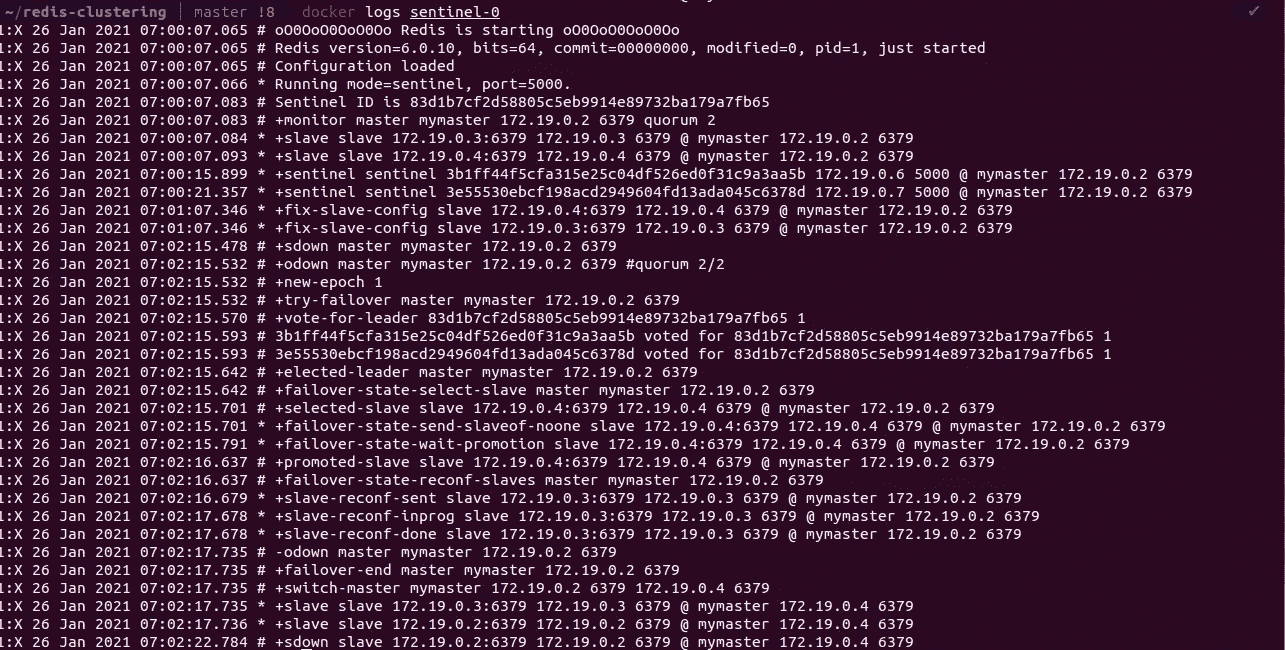 ~/redis-clustering | master !8 docker logs sentinel-0 ✔
1:X 26 Jan 2021 07:00:07.065 # oO0OoO0OoO0Oo Redis is starting oO0OoO0OoO0Oo
1:X 26 Jan 2021 07:00:07.065 # Redis version=6.0.10, bits=64, commit=00000000, modified=0, pid=1, just started
1:X 26 Jan 2021 07:00:07.065 # Configuration loaded
1:X 26 Jan 2021 07:00:07.066 * Running mode=sentinel, port=5000.
1:X 26 Jan 2021 07:00:07.083 # Sentinel ID is 83d1b7cf2d58805c5eb9914e89732ba179a7fb65
1:X 26 Jan 2021 07:00:07.083 # +monitor master mymaster 172.19.0.2 6379 quorum 2
1:X 26 Jan 2021 07:00:07.084 * +slave slave 172.19.0.3:6379 172.19.0.3 6379 @ mymaster 172.19.0.2 6379
1:X 26 Jan 2021 07:00:07.093 * +slave slave 172.19.0.4:6379 172.19.0.4 6379 @ mymaster 172.19.0.2 6379
1:X 26 Jan 2021 07:00:15.899 * +sentinel sentinel 3b1ff44f5cfa315e25c04df526ed0f31c9a3aa5b 172.19.0.6 5000 @ mymaster 172.19.0.2 6379
1:X 26 Jan 2021 07:00:21.357 * +sentinel sentinel 3e55530ebcf198acd2949604fd13ada045c6378d 172.19.0.7 5000 @ mymaster 172.19.0.2 6379
1:X 26 Jan 2021 07:01:07.346 * +fix-slave-config slave 172.19.0.4:6379 172.19.0.4 6379 @ mymaster 172.19.0.2 6379
1:X 26 Jan 2021 07:01:07.346 * +fix-slave-config slave 172.19.0.3:6379 172.19.0.3 6379 @ mymaster 172.19.0.2 6379
1:X 26 Jan 2021 07:02:15.478 # +sdown master mymaster 172.19.0.2 6379
1:X 26 Jan 2021 07:02:15.532 # +odown master mymaster 172.19.0.2 6379 #quorum 2/2
1:X 26 Jan 2021 07:02:15.532 # +new-epoch 1
1:X 26 Jan 2021 07:02:15.532 # +try-failover master mymaster 172.19.0.2 6379
1:X 26 Jan 2021 07:02:15.570 # +vote-for-leader 83d1b7cf2d58805c5eb9914e89732ba179a7fb65 1
1:X 26 Jan 2021 07:02:15.593 # 3b1ff44f5cfa315e25c04df526ed0f31c9a3aa5b voted for 83d1b7cf2d58805c5eb9914e89732ba179a7fb65 1
1:X 26 Jan 2021 07:02:15.593 # 3e55530ebcf198acd2949604fd13ada045c6378d voted for 83d1b7cf2d58805c5eb9914e89732ba179a7fb65 1
1:X 26 Jan 2021 07:02:15.642 # +elected-leader master mymaster 172.19.0.2 6379
1:X 26 Jan 2021 07:02:15.642 # +failover-state-select-slave master mymaster 172.19.0.2 6379
1:X 26 Jan 2021 07:02:15.701 # +selected-slave slave 172.19.0.4:6379 172.19.0.4 6379 @ mymaster 172.19.0.2 6379
1:X 26 Jan 2021 07:02:15.701 * +failover-state-send-slaveof-noone slave 172.19.0.4:6379 172.19.0.4 6379 @ mymaster 172.19.0.2 6379
1:X 26 Jan 2021 07:02:15.791 * +failover-state-wait-promotion slave 172.19.0.4:6379 172.19.0.4 6379 @ mymaster 172.19.0.2 6379
1:X 26 Jan 2021 07:02:16.637 # +promoted-slave slave 172.19.0.4:6379 172.19.0.4 6379 @ mymaster 172.19.0.2 6379
1:X 26 Jan 2021 07:02:16.637 # +failover-state-reconf-slaves master mymaster 172.19.0.2 6379
1:X 26 Jan 2021 07:02:16.679 * +slave-reconf-sent slave 172.19.0.3:6379 172.19.0.3 6379 @ mymaster 172.19.0.2 6379
1:X 26 Jan 2021 07:02:17.678 * +slave-reconf-inprog slave 172.19.0.3:6379 172.19.0.3 6379 @ mymaster 172.19.0.2 6379
1:X 26 Jan 2021 07:02:17.678 * +slave-reconf-done slave 172.19.0.3:6379 172.19.0.3 6379 @ mymaster 172.19.0.2 6379
1:X 26 Jan 2021 07:02:17.735 # -odown master mymaster 172.19.0.2 6379
1:X 26 Jan 2021 07:02:17.735 # +failover-end master mymaster 172.19.0.2 6379
1:X 26 Jan 2021 07:02:17.735 # +switch-master mymaster 172.19.0.2 6379 172.19.0.4 6379
1:X 26 Jan 2021 07:02:17.735 * +slave slave 172.19.0.3:6379 172.19.0.3 6379 @ mymaster 172.19.0.4 6379
1:X 26 Jan 2021 07:02:17.736 * +slave slave 172.19.0.2:6379 172.19.0.2 6379 @ mymaster 172.19.0.4 6379
1:X 26 Jan 2021 07:02:22.784 # +sdown slave 172.19.0.2:6379 172.19.0.2 6379 @ mymaster 172.19.0.4 6379